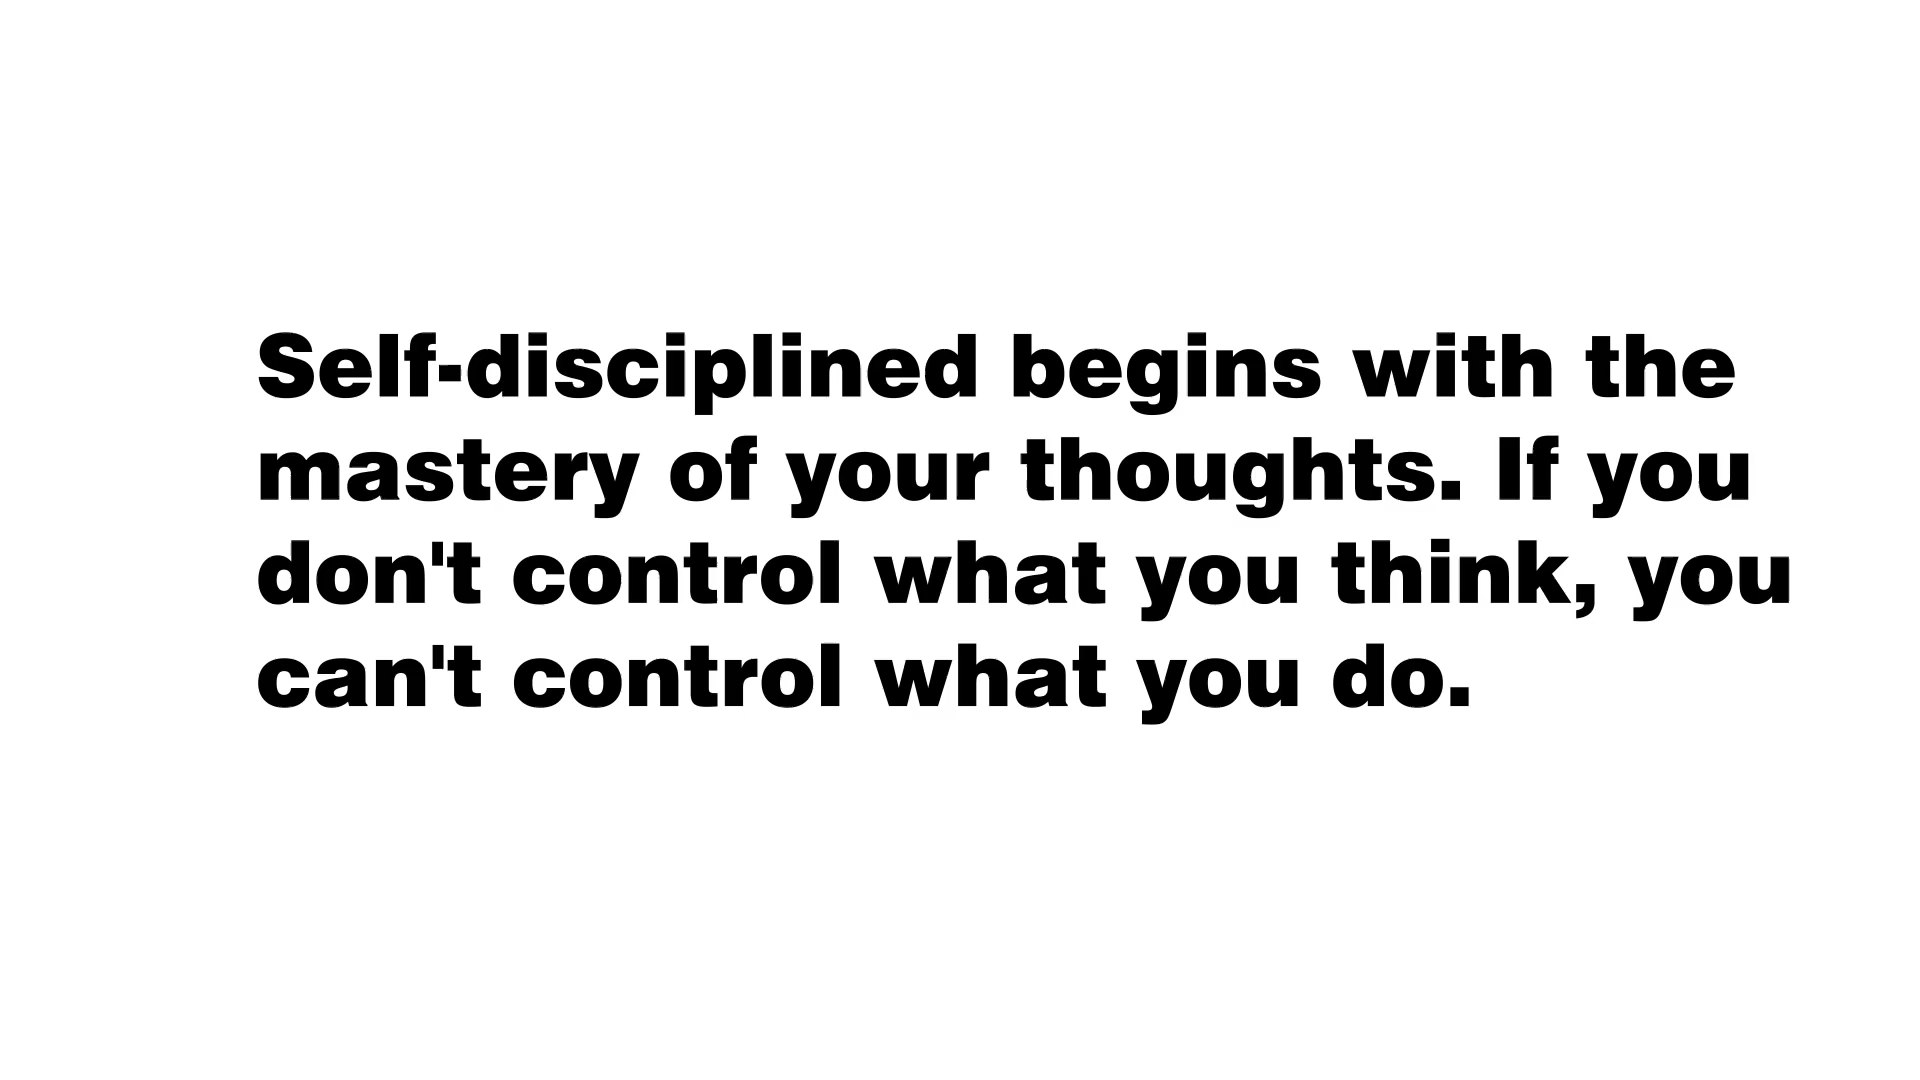 Self-disciplined begins with the
mastery of your thoughts. If you
don't control what you think, you
can't control what you do.